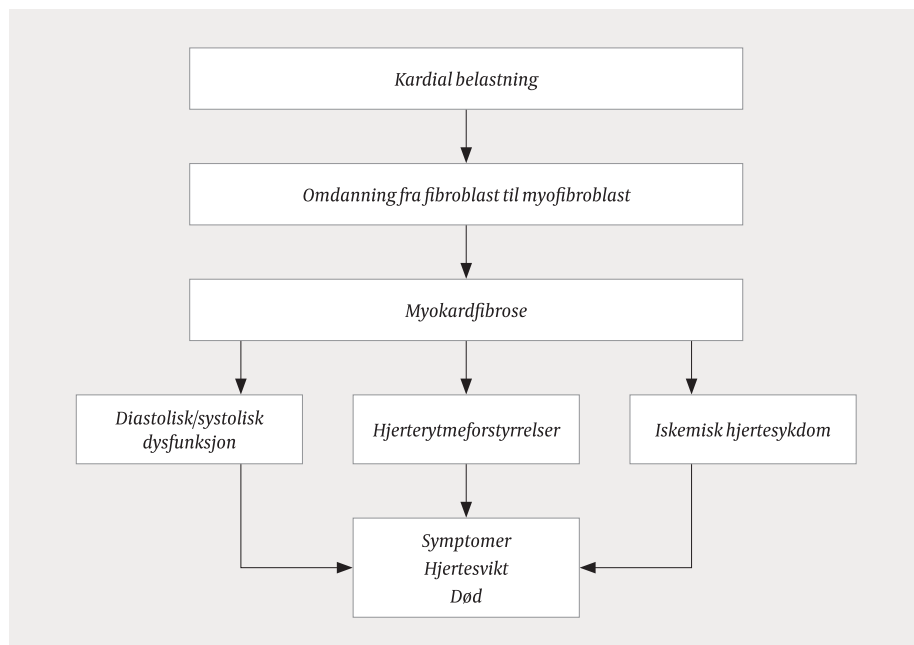 Kardial belastning
Omdanning fra fibroblast til myofibroblast
Myokardfibrose
Diastolisk/systolisk
dysfunksjon
Hjerterytmeforstyrrelser
Iskemisk hjertesykdom
Symptomer
Hjertesvikt
Død